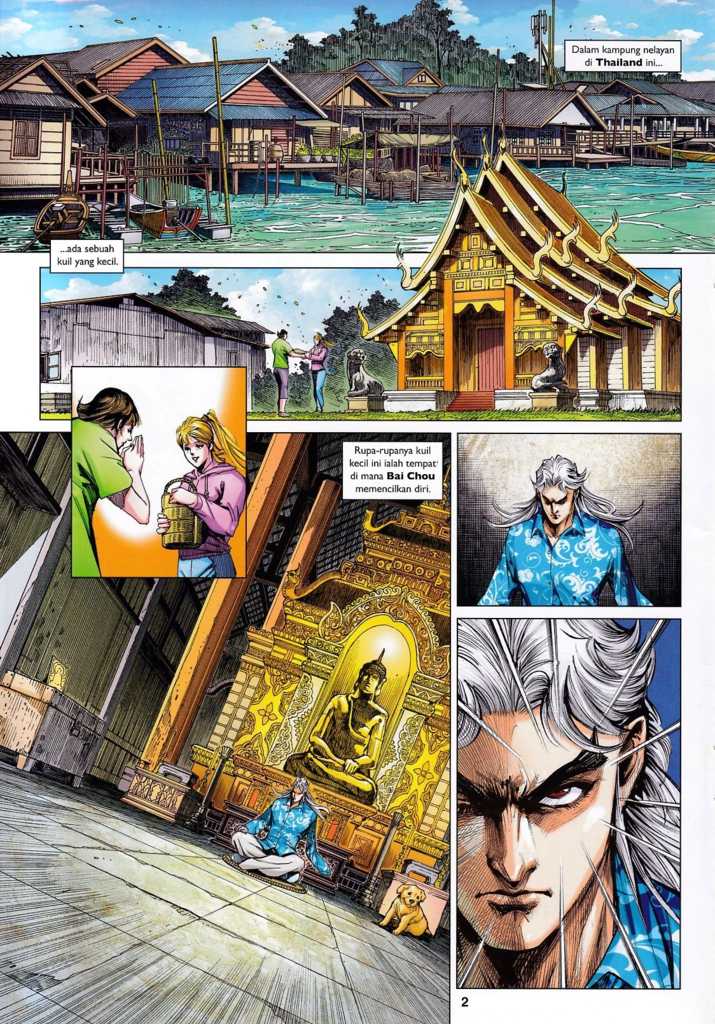 Dalam kampung nelayan
di Thailand ini...
...ada sebuah
kuil yang kecil.
Rupa-rupanya kuil
kecil ini ialah tempat
di mana Bai Chou
memencilkan diri.
2